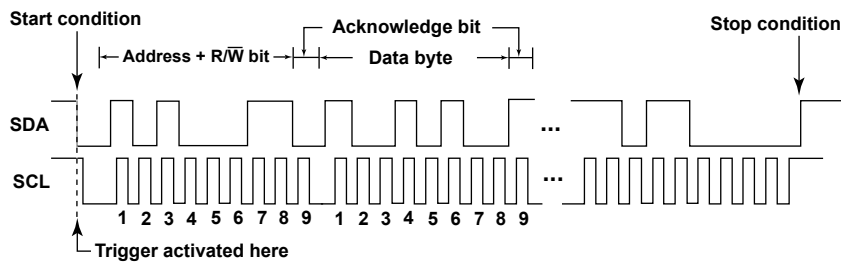 Start condition
Acknowledge bit
Stop condition
Address + R/W̅ bit
Data byte
SDA
...
SCL
...
1 2 3 4 5 6 7 8 9 1 2 3 4 5 6 7 8 9
Trigger activated here